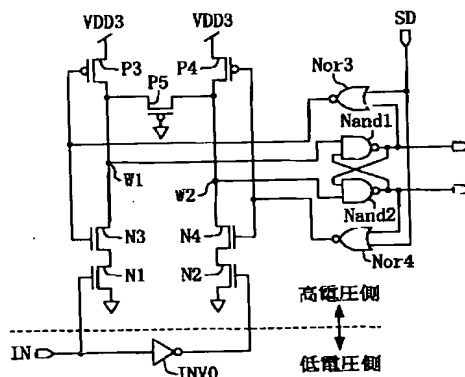 VDD3
VDD3
SD
P3
P5
P4
Nor3
Nand1
W1
W2
Nand2
N3
N4
Nor4
N1
N2
高電圧側
IN
INV0
低電圧側